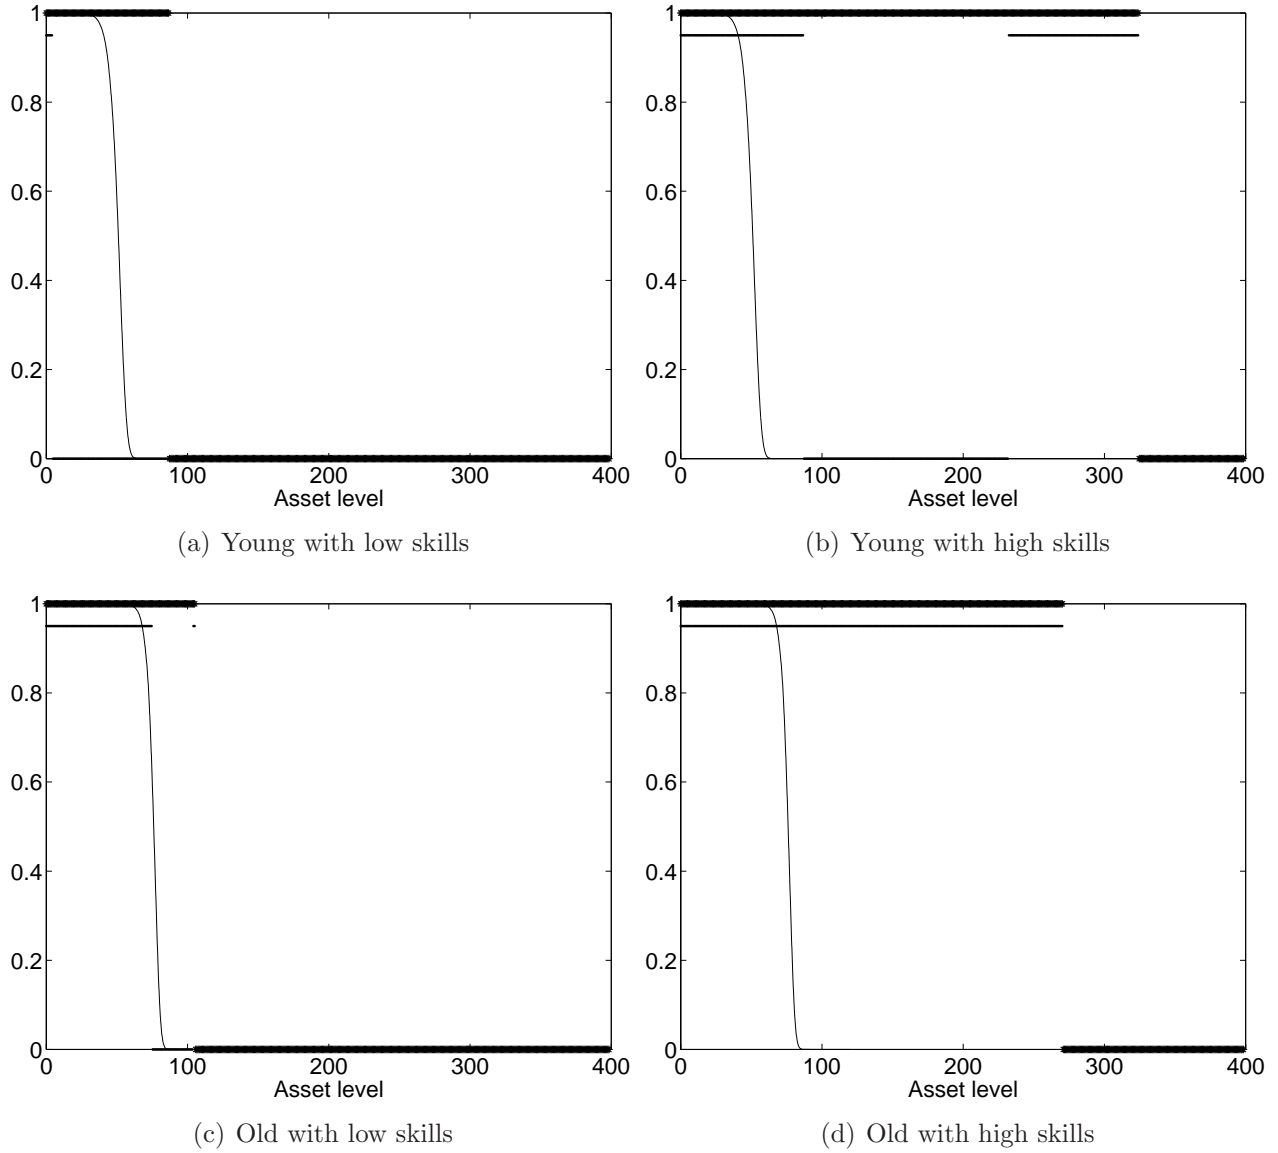 1
0.8
0.6
0.4
0.2
0
0 100 200 300 400
Asset level
(a) Young with low skills
1
0.8
0.6
0.4
0.2
0
0 100 200 300 400
Asset level
(b) Young with high skills
1
0.8
0.6
0.4
0.2
0
0 100 200 300 400
Asset level
(c) Old with low skills
1
0.8
0.6
0.4
0.2
0
0 100 200 300 400
Asset level
(d) Old with high skills